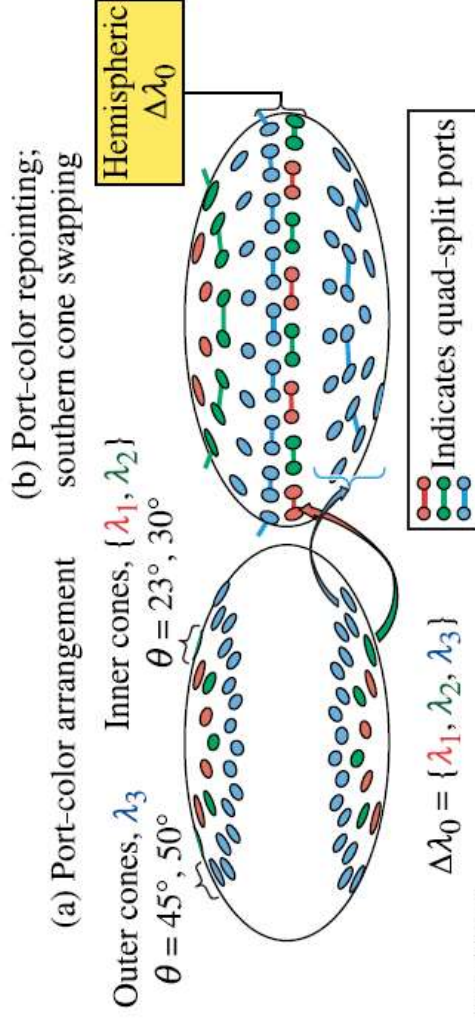 (a) Port-color arrangement
Outer cones, λ3
θ = 45°, 50°
Inner cones, {λ1, λ2}
θ = 23°, 30°
Δλ0 = {λ1, λ2, λ3}
(b) Port-color repointing;
southern cone swapping
Hemispheric
Δλ0
Indicates quad-split ports